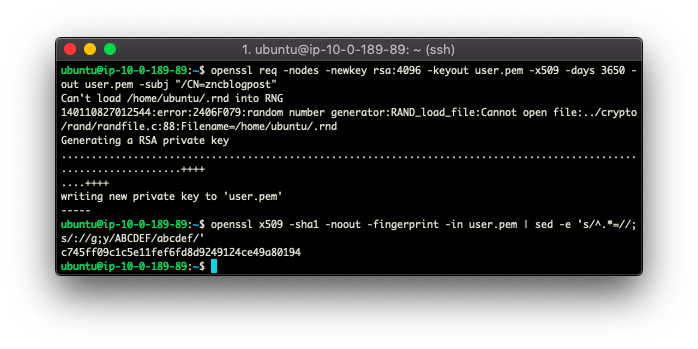 1. ubuntu@ip-10-0-189-89: ~ (ssh)
ubuntu@ip-10-0-189-89:~$ openssl req -nodes -newkey rsa:4096 -keyout user.pem -x509 -days 3650 -
out user.pem -subj "/CN=zncblogpost"
Can't load /home/ubuntu/.rnd into RNG
140110827012544:error:2406F079:random number generator:RAND_load_file:Cannot open file:../crypto
/rand/randfile.c:88:Filename=/home/ubuntu/.rnd
Generating a RSA private key
................................................................................................
....................++++
....++++
writing new private key to 'user.pem'
-----
ubuntu@ip-10-0-189-89:~$ openssl x509 -sha1 -noout -fingerprint -in user.pem | sed -e 's/^.*=//;
s/://g;y/ABCDEF/abcdef/'
c745ff09c1c5e11fef6fd8d9249124ce49a80194
ubuntu@ip-10-0-189-89:~$